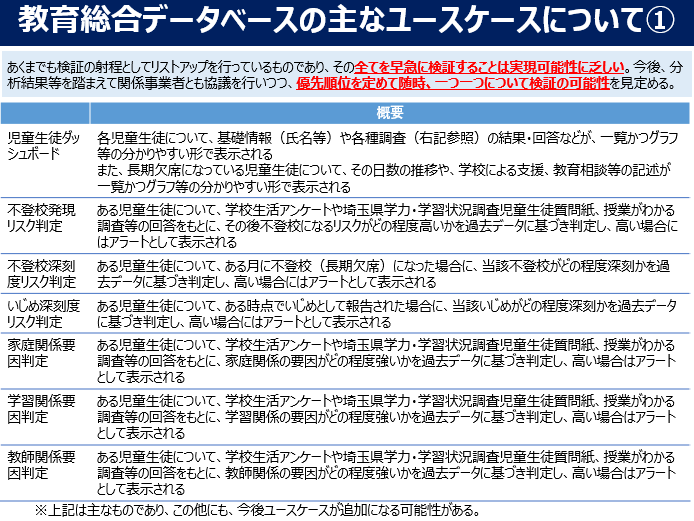 教育総合データベースの主なユースケースについて①
あくまでも検証の射程としてリストアップを行っているものであり、その全てを早急に検証することは実現可能性に乏しい。今後、分
析結果等を踏まえて関係事業者とも協議を行いつつ、優先順位を定めて随時、一つ一つについて検証の可能性を見定める。
概要
児童生徒ダッ
シュボード
各児童生徒について、基礎情報（氏名等）や各種調査（右記参照）の結果・回答などが、一覧かつグラフ
等の分かりやすい形で表示される
また、長期欠席になっている児童生徒について、その日数の推移や、学校による支援、教育相談等の記述が
一覧かつグラフ等の分かりやすい形で表示される
不登校発現
リスク判定
ある児童生徒について、学校生活アンケートや埼玉県学力・学習状況調査児童生徒質問紙、授業がわかる
調査等の回答をもとに、その後不登校になるリスクがどの程度高いかを過去データに基づき判定し、高い場合に
はアラートとして表示される
不登校深刻
度リスク判定
ある児童生徒について、ある月に不登校（長期欠席）になった場合に、当該不登校がどの程度深刻かを過
去データに基づき判定し、高い場合にはアラートとして表示される
いじめ深刻度
リスク判定
ある児童生徒について、ある時点でいじめとして報告された場合に、当該いじめがどの程度深刻かを過去データ
に基づき判定し、高い場合にはアラートとして表示される
家庭関係要
因判定
ある児童生徒について、学校生活アンケートや埼玉県学力・学習状況調査児童生徒質問紙、授業がわかる
調査等の回答をもとに、家庭関係の要因がどの程度強いかを過去データに基づき判定し、高い場合はアラート
として表示される
学習関係要
因判定
ある児童生徒について、学校生活アンケートや埼玉県学力・学習状況調査児童生徒質問紙、授業がわかる
調査等の回答をもとに、学習関係の要因がどの程度強いかを過去データに基づき判定し、高い場合はアラート
として表示される
教師関係要
因判定
ある児童生徒について、学校生活アンケートや埼玉県学力・学習状況調査児童生徒質問紙、授業がわかる
調査等の回答をもとに、教師関係の要因がどの程度強いかを過去データに基づき判定し、高い場合はアラート
として表示される
※上記は主なものであり、この他にも、今後ユースケースが追加になる可能性がある。